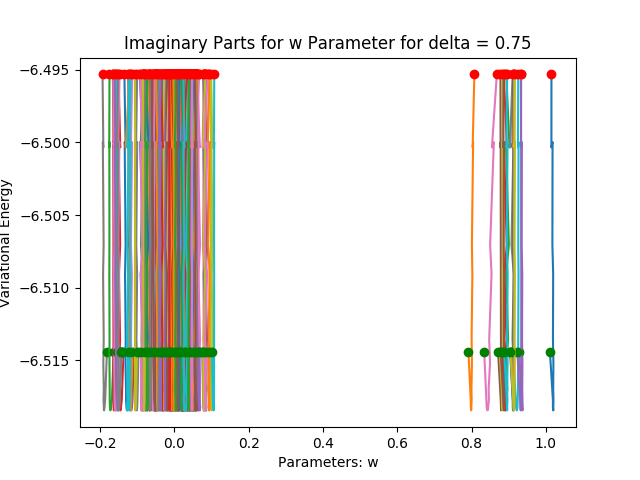 Imaginary Parts for w Parameter for delta = 0.75
Variational Energy
−6.495
−6.500
−6.505
−6.510
−6.515
−0.2 0.0 0.2 0.4 0.6 0.8 1.0
Parameters: w